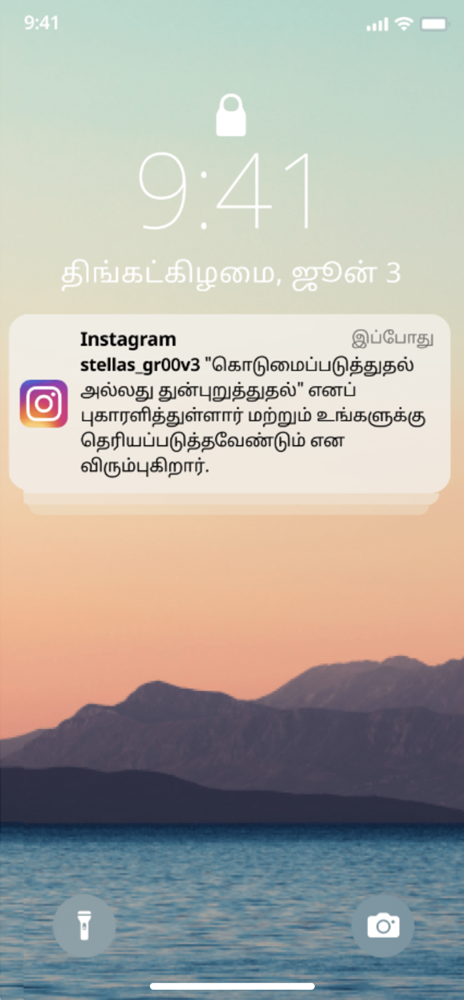 9:41
9:41
திங்கட்கிழமை, ஜூன் 3
Instagram
இப்போது
stellas_gr00v3 "கொடுமைப்படுத்துதல்
அல்லது துன்புறுத்துதல்" எனப்
புகாரளித்துள்ளார் மற்றும் உங்களுக்கு
தெரியப்படுத்தவேண்டும் என
விரும்புகிறார்.